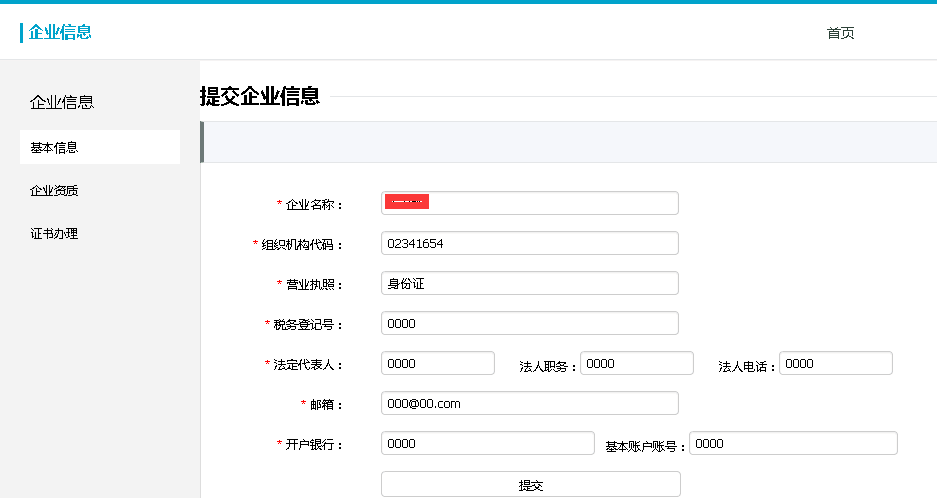 企业信息 首页
企业信息
提交企业信息
基本信息
企业资质
证书办理
* 企业名称：
* 组织机构代码： 02341654
* 营业执照： 身份证
* 税务登记号： 0000
* 法定代表人： 0000 法人职务： 0000 法人电话： 0000
* 邮箱： 000@00.com
* 开户银行： 0000 基本账户账号： 0000
提交